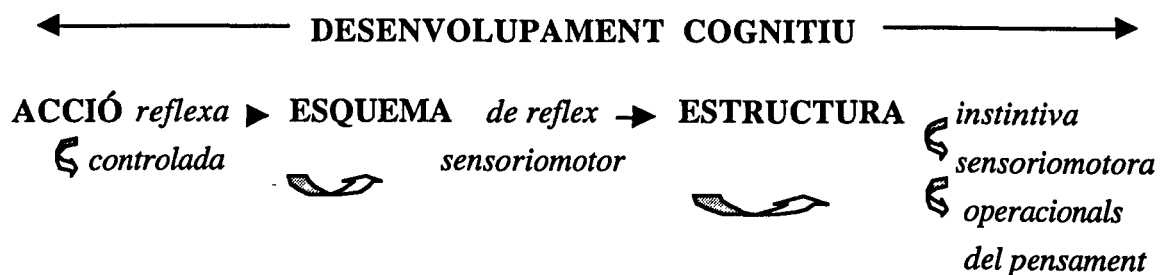 DESENVOLUPAMENT COGNITIU
ACCIÓ reflexa ESQUEMA de reflex ESTRUCTURA instintiva
controlada sensoriomotor sensoriomotora
operacionals
del pensament